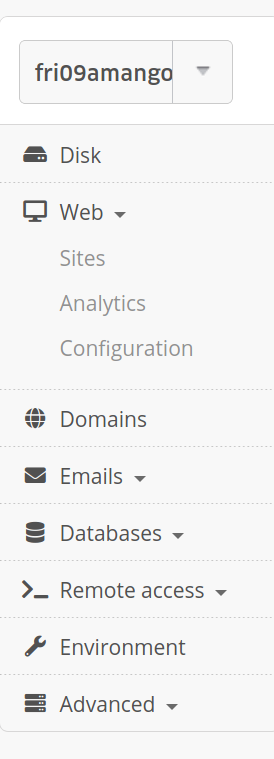 fri09amango
Disk
Web
Sites
Analytics
Configuration
Domains
Emails
Databases
Remote access
Environment
Advanced